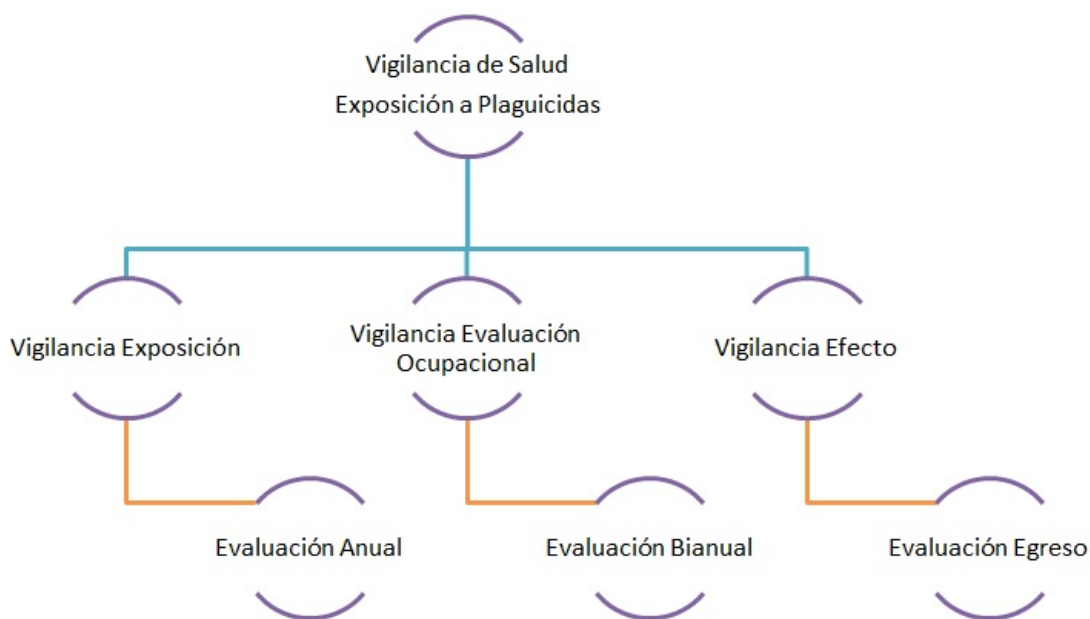 Vigilancia de Salud
Exposición a Plaguicidas
Vigilancia Exposición
Vigilancia Evaluación
Ocupacional
Vigilancia Efecto
Evaluación Anual
Evaluación Bianual
Evaluación Egreso